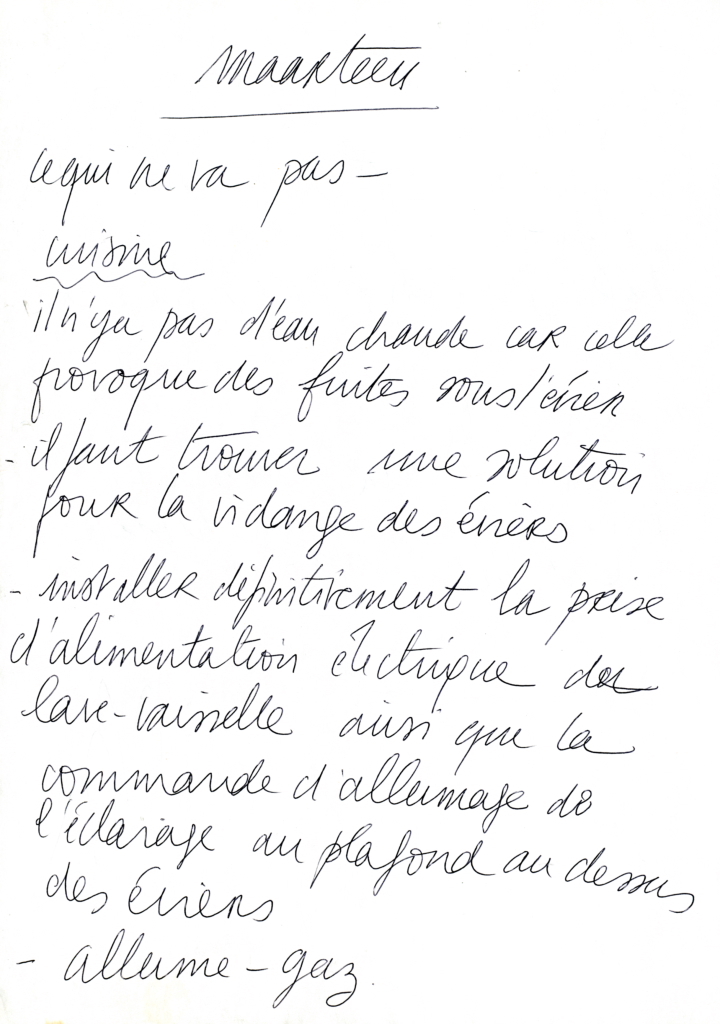 Maarteen
ce qui ne va pas -
cuisine
il n'y a pas d'eau chaude car celle
provoque des fuites sous l'évier
- il faut trouver une solution
pour la vidange des éviers
- installer définitivement la prise
d'alimentation électrique du
lave-vaisselle ainsi que la
commande d'allumage de
l'éclairage au plafond au dessus
des éviers
- allume-gaz.